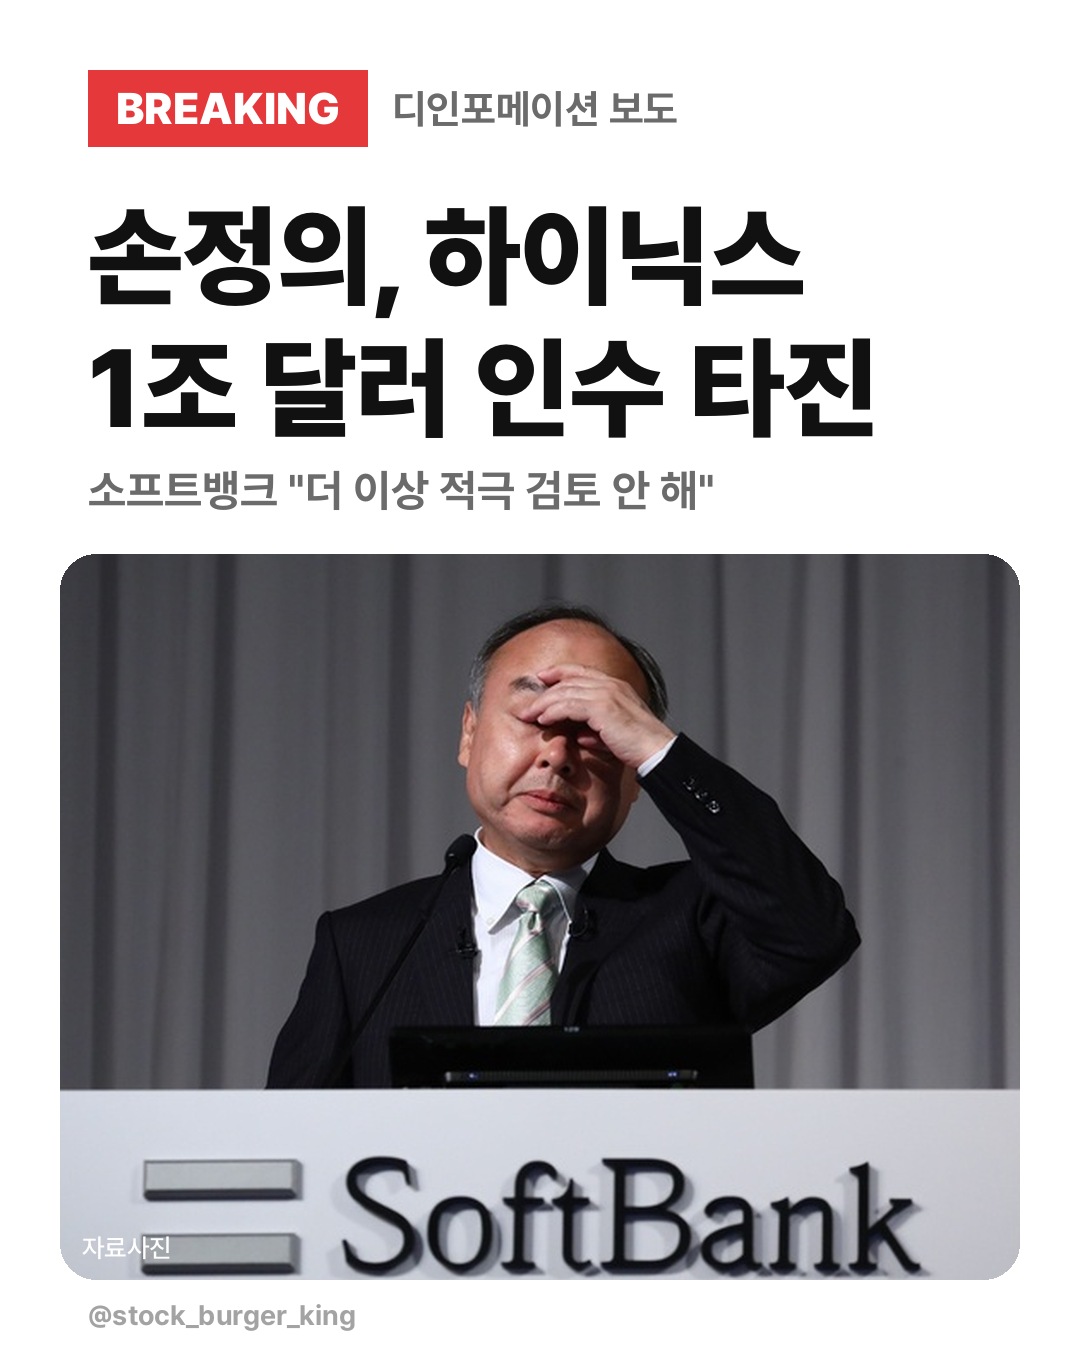 BREAKING 디인포메이션 보도
손정의, 하이닉스
1조 달러 인수 타진
소프트뱅크 "더 이상 적극 검토 안 해"
SoftBank
자료사진
@stock_burger_king